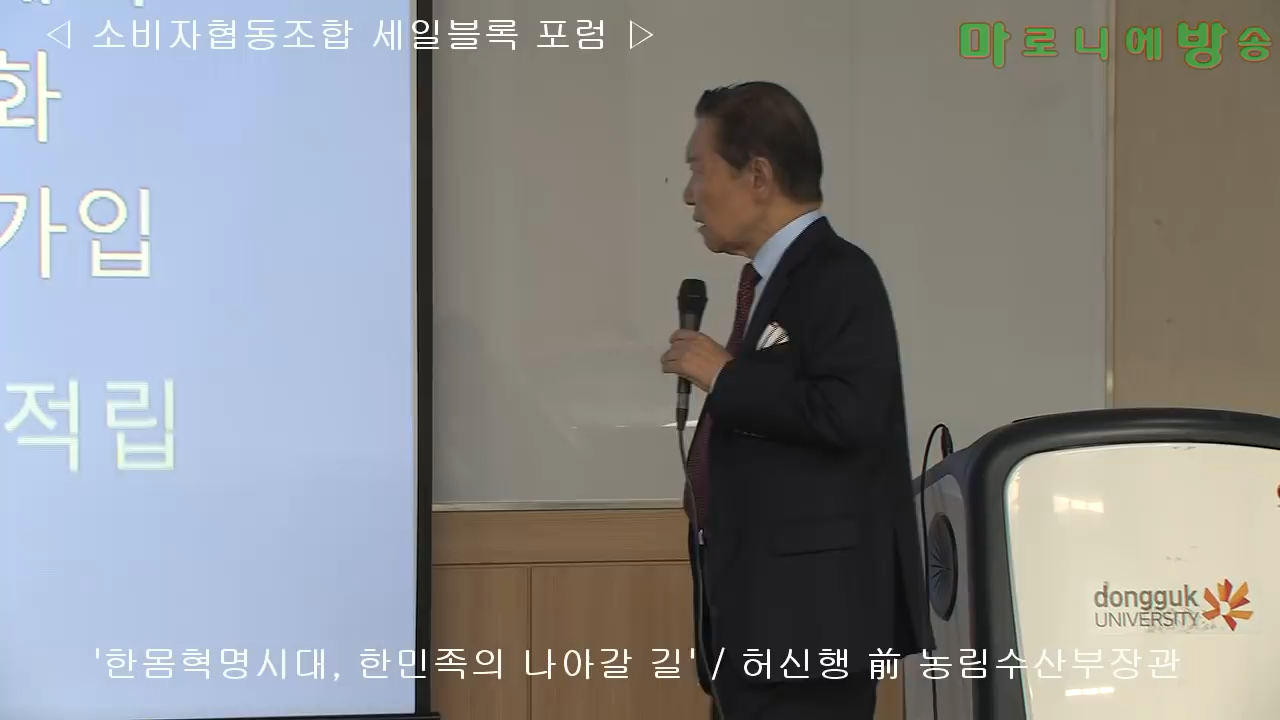 ◁ 소비자협동조합 세일블록 포럼 ▷
마로니에방송
화
가입
적립
dongguk
UNIVERSITY
'한몸혁명시대, 한민족의 나아갈 길' / 허신행 前 농림수산부장관